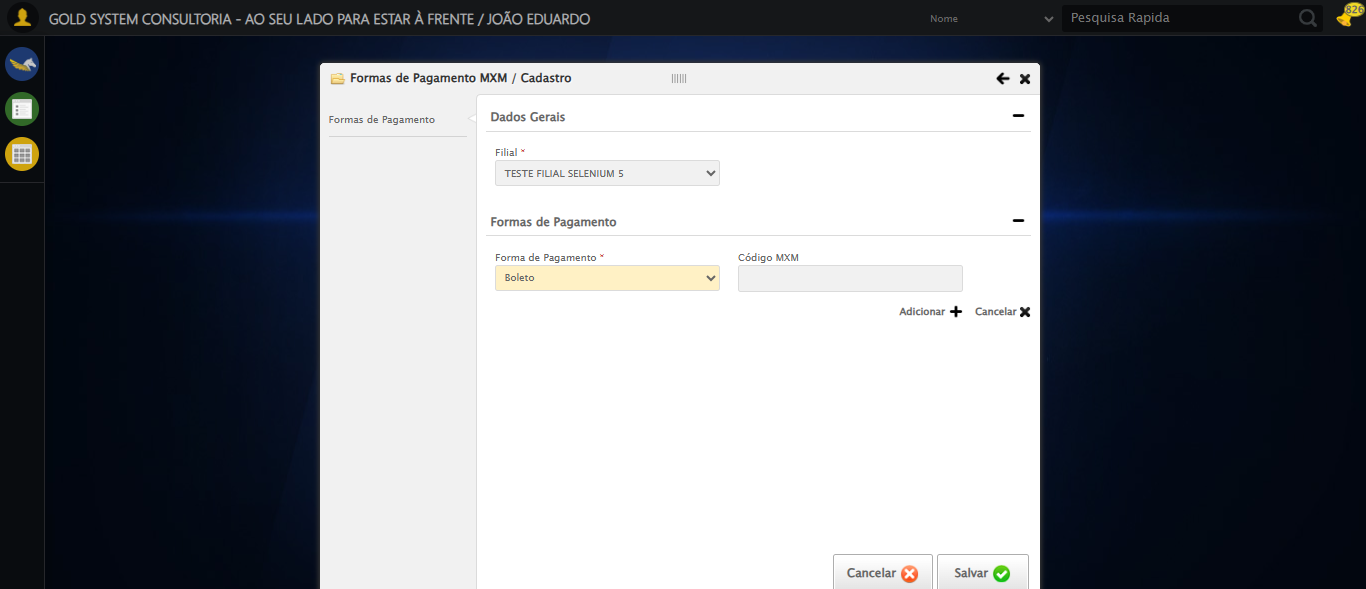 GOLD SYSTEM CONSULTORIA - AO SEU LADO PARA ESTAR À FRENTE / JOÃO EDUARDO
Nome
Pesquisa Rapida
826
Formas de Pagamento MXM / Cadastro
Formas de Pagamento
Dados Gerais
Filial *
TESTE FILIAL SELENIUM 5
Formas de Pagamento
Forma de Pagamento *
Código MXM
Boleto
Adicionar
Cancelar
Cancelar
Salvar